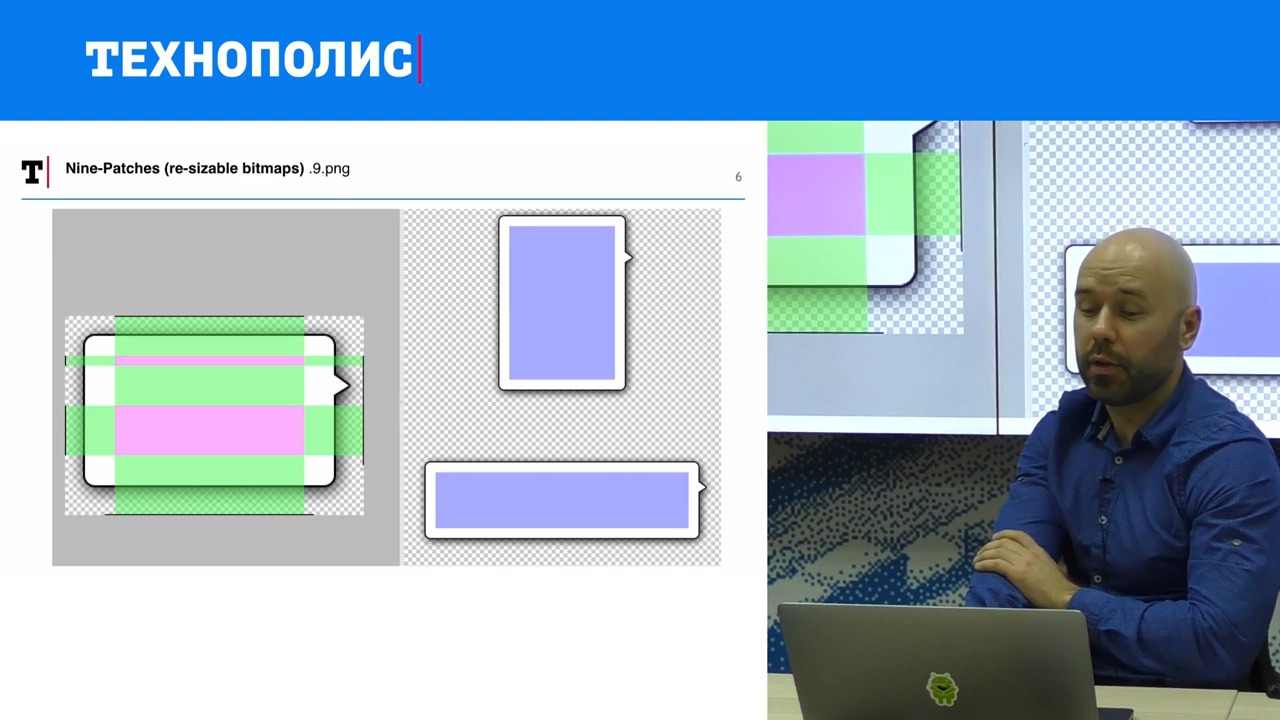 ТЕХНОПОЛИС
T
Nine-Patches (re-sizable bitmaps) .9.png
6